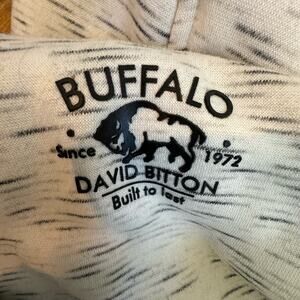 BUFFALO
Since 1972
DAVID BITTON
Built to last